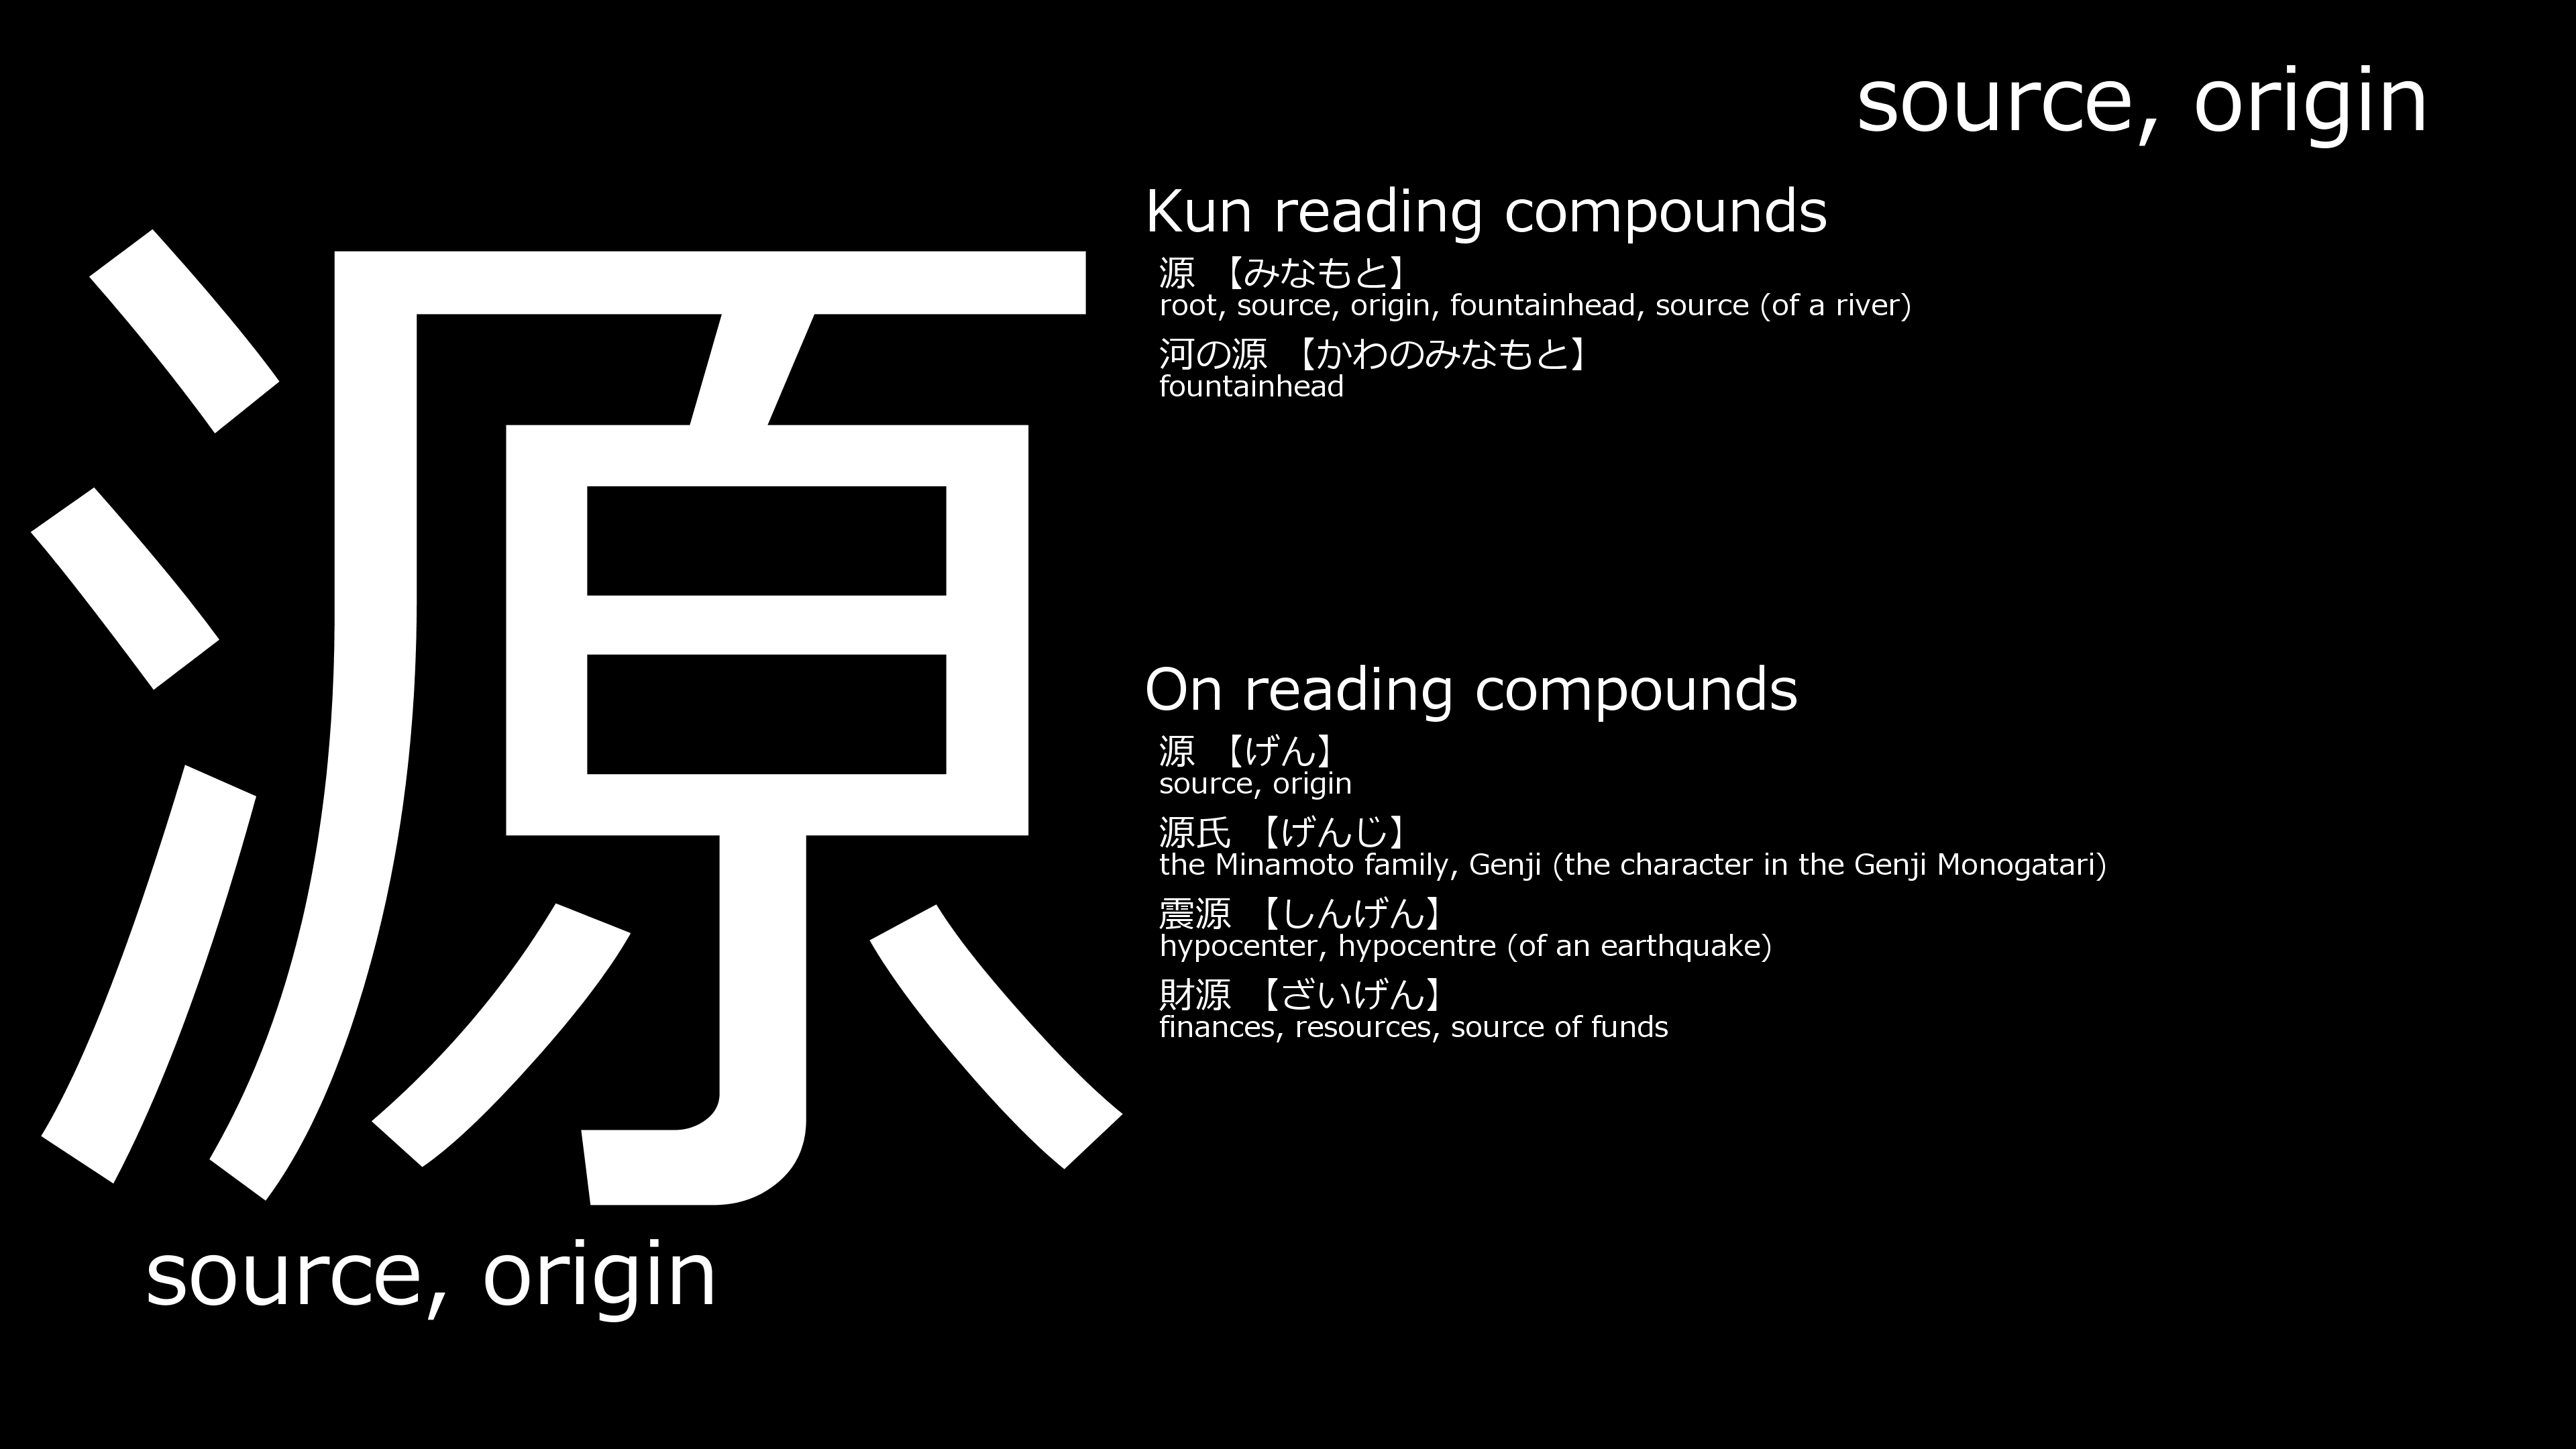 source, origin
源
Kun reading compounds
源 【みなもと】
root, source, origin, fountainhead, source (of a river)
河の源 【かわのみなもと】
fountainhead
On reading compounds
源 【げん】
source, origin
源氏 【げんじ】
the Minamoto family, Genji (the character in the Genji Monogatari)
震源 【しんげん】
hypocenter, hypocentre (of an earthquake)
財源 【ざいげん】
finances, resources, source of funds
source, origin